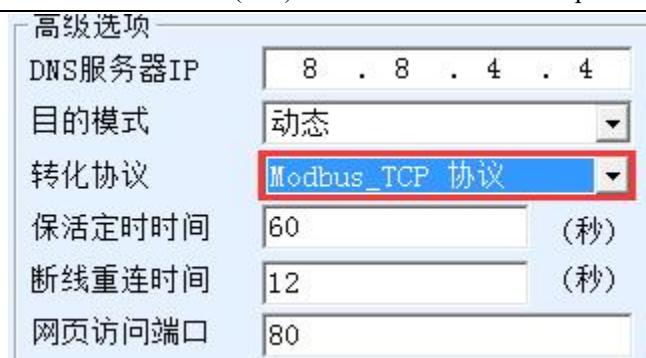 高级选项
DNS服务器IP 8 . 8 . 4 . 4
目的模式 动态
转化协议 Modbus_TCP 协议
保活定时时间 60 (秒)
断线重连时间 12 (秒)
网页访问端口 80